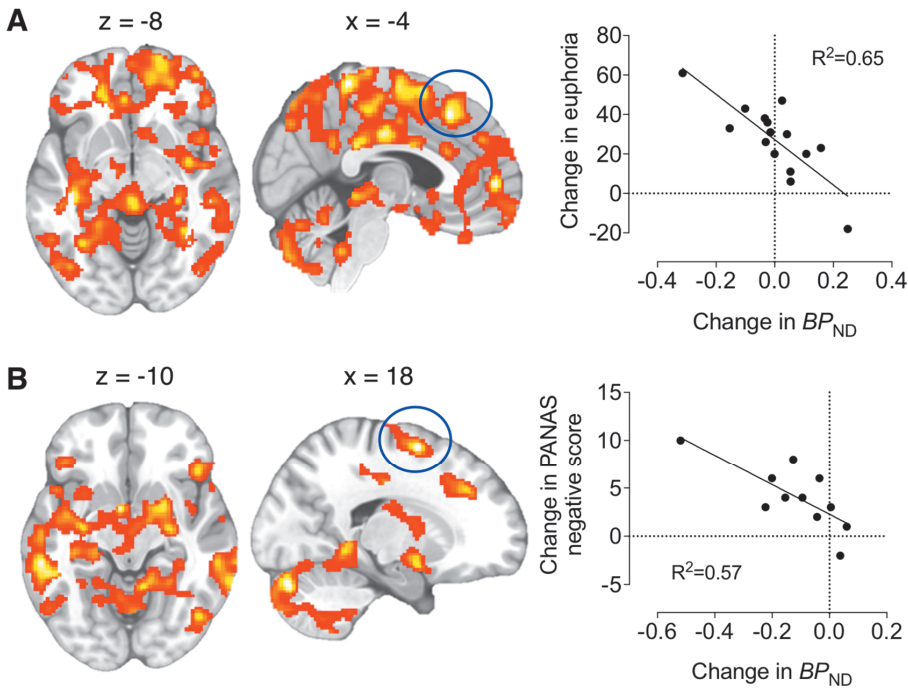 A
z = -8
x = -4
Change in euphoria
80
60
40
20
0
-20
R²=0.65
-0.4
-0.2
0.0
0.2
0.4
Change in BP_ND
B
z = -10
x = 18
Change in PANAS
negative score
15
10
5
0
-5
R²=0.57
-0.6
-0.4
-0.2
0.0
0.2
Change in BP_ND